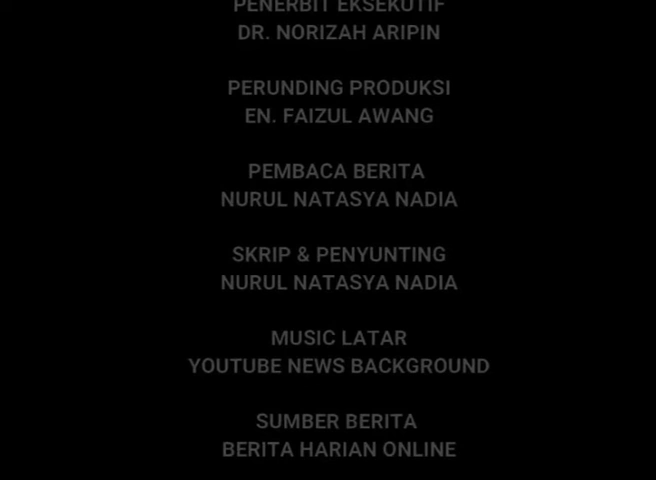 PENERBIT EKSEKUTIF
DR. NORIZAH ARIPIN
PERUNDING PRODUKSI
EN. FAIZUL AWANG
PEMBACA BERITA
NURUL NATASYA NADIA
SKRIP & PENYUNTING
NURUL NATASYA NADIA
MUSIC LATAR
YOUTUBE NEWS BACKGROUND
SUMBER BERITA
BERITA HARIAN ONLINE